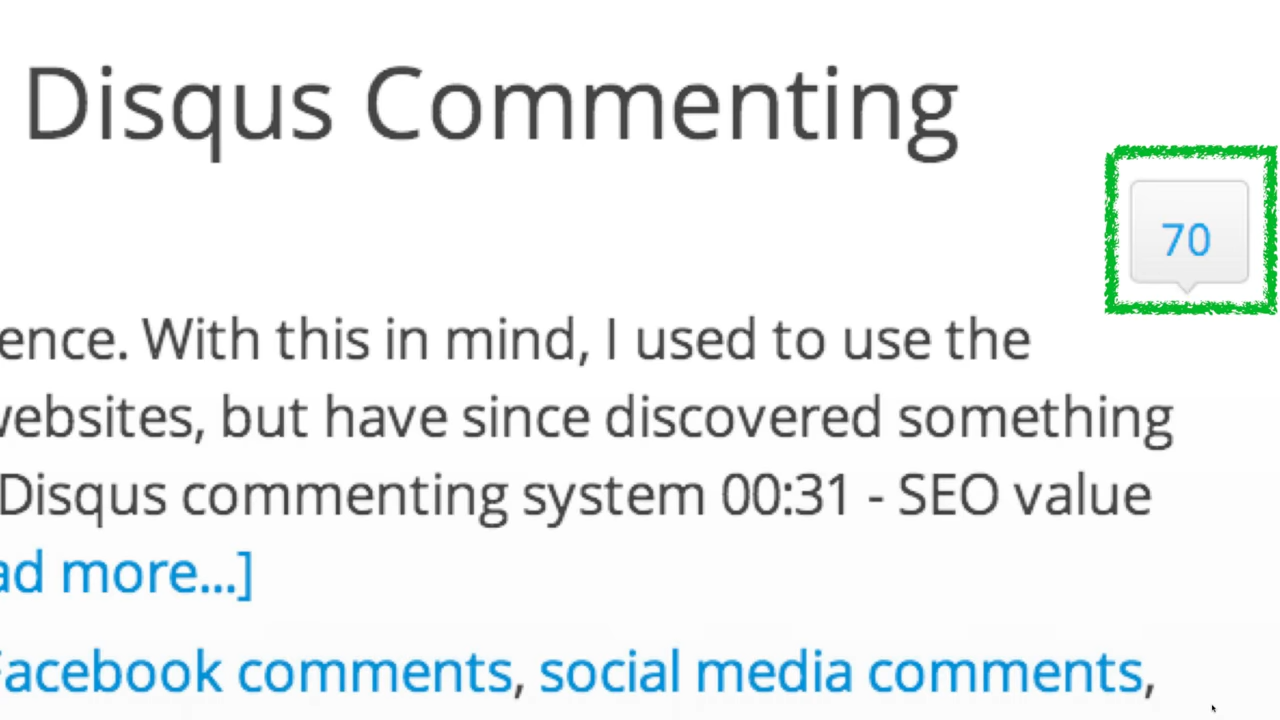 Disqus Commenting
70
ence. With this in mind, I used to use the
websites, but have since discovered something
Disqus commenting system 00:31 - SEO value
ad more...]
Facebook comments, social media comments,